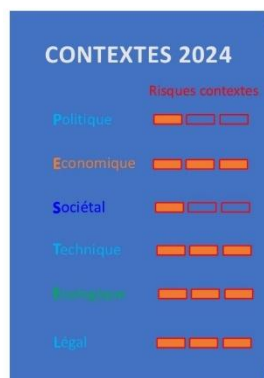 CONTEXTES 2024
Risques contextes
Politique
Economique
Sociétal
Technique
Ecologique
Légal